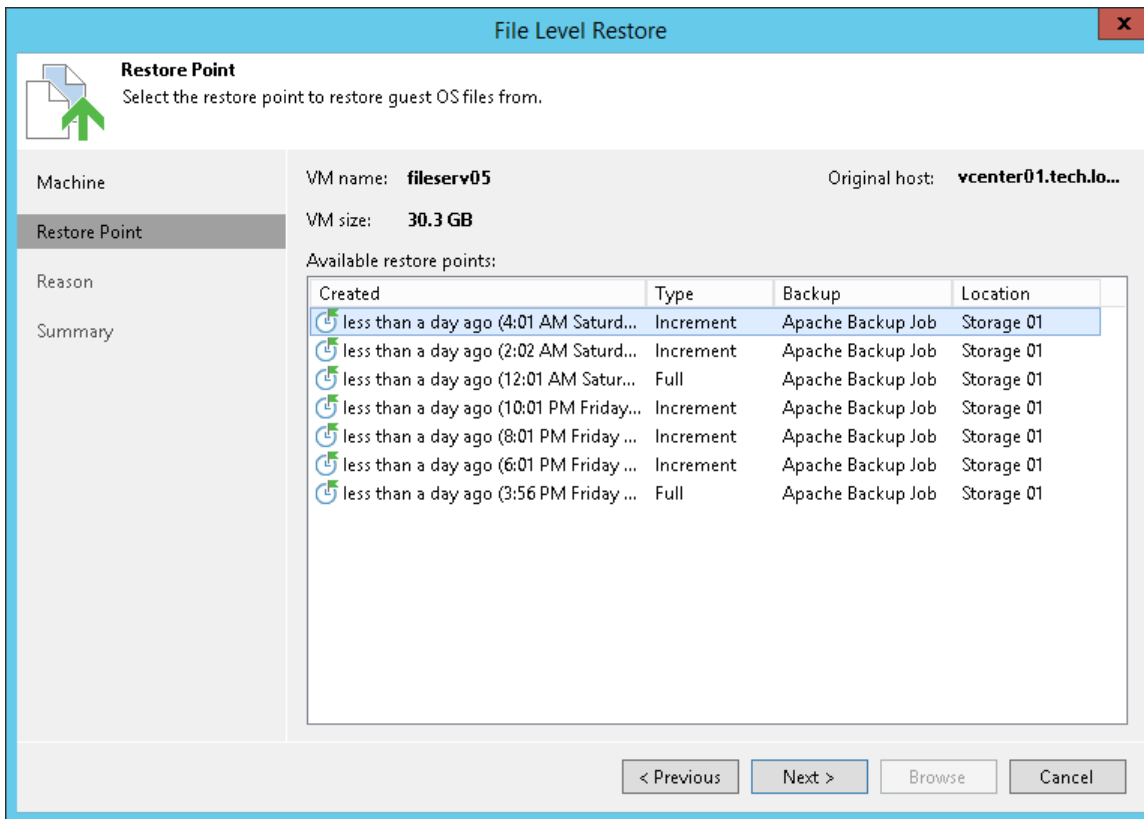 File Level Restore
x
Restore Point
Select the restore point to restore guest OS files from.
Machine
Restore Point
Reason
Summary
VM name: fileserv05 Original host: vcenter01.tech.lo...
VM size: 30.3 GB
Available restore points:
Created Type Backup Location
less than a day ago (4:01 AM Saturd... Increment Apache Backup Job Storage 01
less than a day ago (2:02 AM Saturd... Increment Apache Backup Job Storage 01
less than a day ago (12:01 AM Satur... Full Apache Backup Job Storage 01
less than a day ago (10:01 PM Friday... Increment Apache Backup Job Storage 01
less than a day ago (8:01 PM Friday ... Increment Apache Backup Job Storage 01
less than a day ago (6:01 PM Friday ... Increment Apache Backup Job Storage 01
less than a day ago (3:56 PM Friday ... Full Apache Backup Job Storage 01
< Previous Next > Browse Cancel